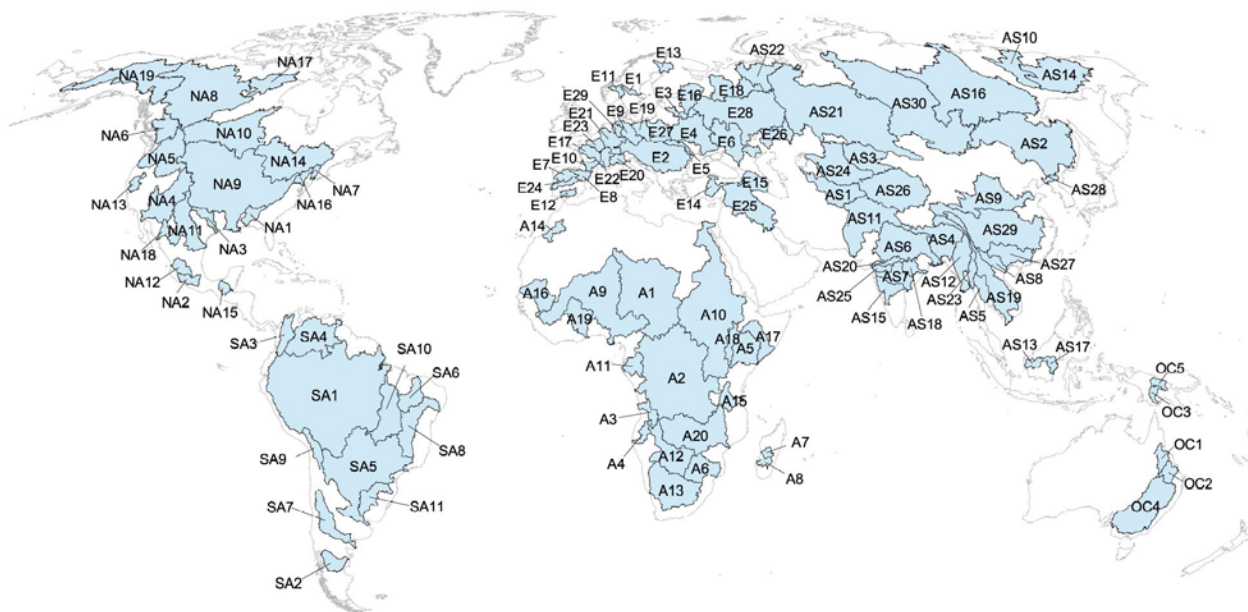 NA19
NA17
NA8
NA6
NA10
NA5
NA14
NA9
NA7
NA16
NA13
NA4
NA1
NA11
NA3
NA18
NA12
NA2
NA15
SA3
SA4
SA10
SA6
SA1
SA8
SA9
SA5
SA7
SA11
SA2
E13
E11
E1
E3
E16
E18
AS22
E29
E9
E19
E28
E21
E23
E27
E4
E6
E26
E17
E2
E7
E10
E5
E24
E22
E20
E15
E12
E8
E14
E25
A14
A16
A9
A1
A19
A10
A18
A17
A5
A11
A2
A15
A3
A20
A4
A12
A6
A7
A8
A13
AS10
AS14
AS16
AS21
AS30
AS2
AS3
AS24
AS26
AS28
AS1
AS9
AS11
AS29
AS6
AS4
AS20
AS27
AS7
AS8
AS25
AS12
AS23
AS19
AS15
AS18
AS5
AS13
AS17
OC5
OC3
OC1
OC2
OC4